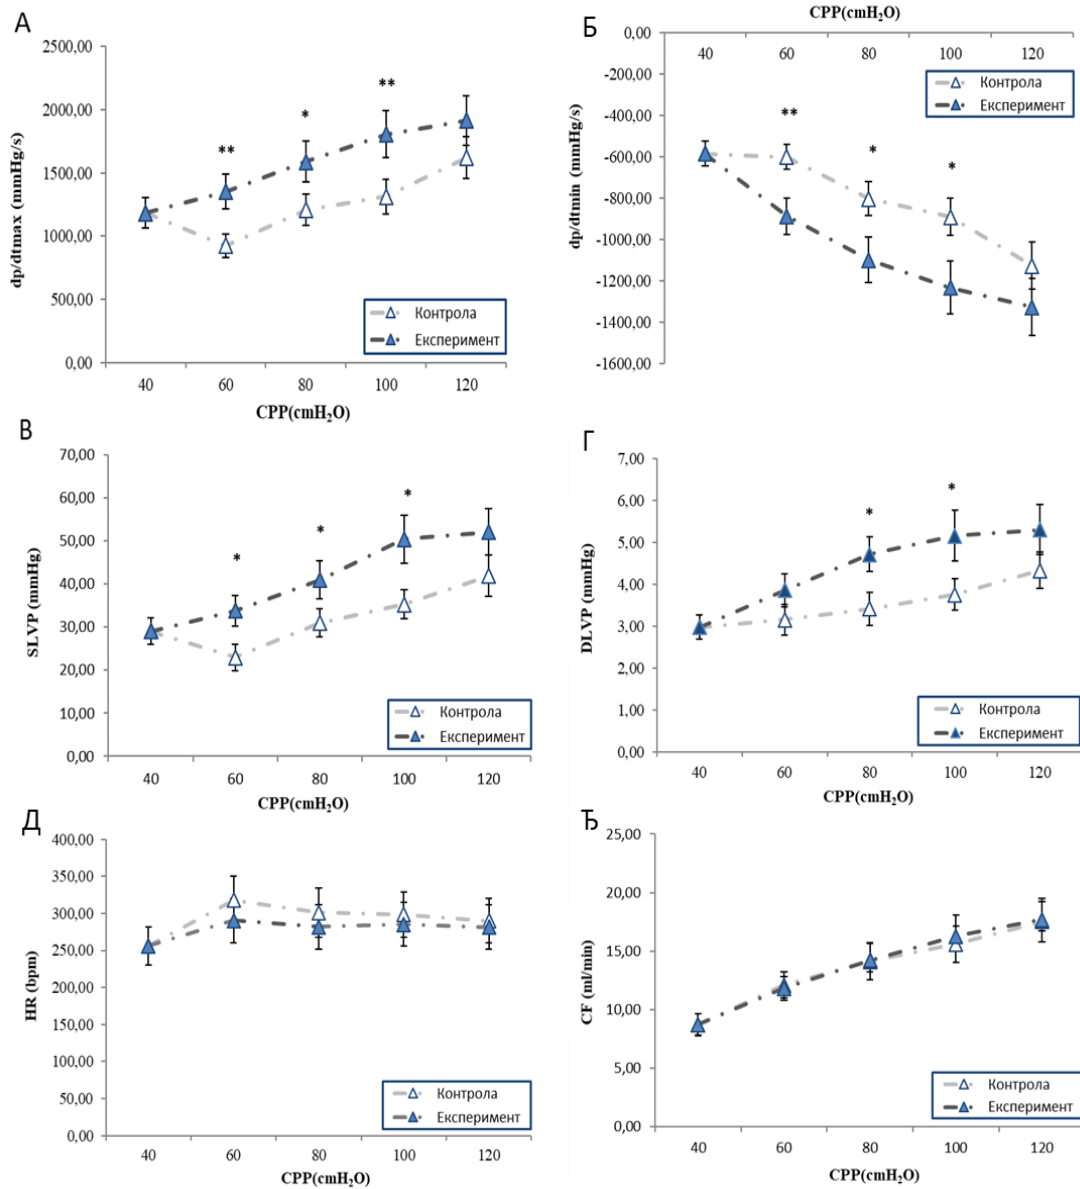 А
2500,00
2000,00
1500,00
1000,00
500,00
0,00
dp/dtmax (mmHg/s)
**
*
**
Контрола
Експеримент
40 60 80 100 120
CPP(cmH₂O)
Б
CPP(cmH₂O)
0,00
-200,00
-400,00
-600,00
-800,00
-1000,00
-1200,00
-1400,00
-1600,00
dp/dtmin (mmHg/s)
40 60 80 100 120
Контрола
Експеримент
**
*
*
В
70,00
60,00
50,00
40,00
30,00
20,00
10,00
0,00
SLVP (mmHg)
*
*
*
Контрола
Експеримент
40 60 80 100 120
CPP(cmH₂O)
Г
7,00
6,00
5,00
4,00
3,00
2,00
1,00
0,00
DLVP (mmHg)
*
*
Контрола
Експеримент
40 60 80 100 120
CPP(cmH₂O)
Д
400,00
350,00
300,00
250,00
200,00
150,00
100,00
50,00
0,00
HR (bpm)
Контрола
Експеримент
40 60 80 100 120
CPP(cmH₂O)
Ђ
25,00
20,00
15,00
10,00
5,00
0,00
CF (ml/min)
Контрола
Експеримент
40 60 80 100 120
CPP(cmH₂O)